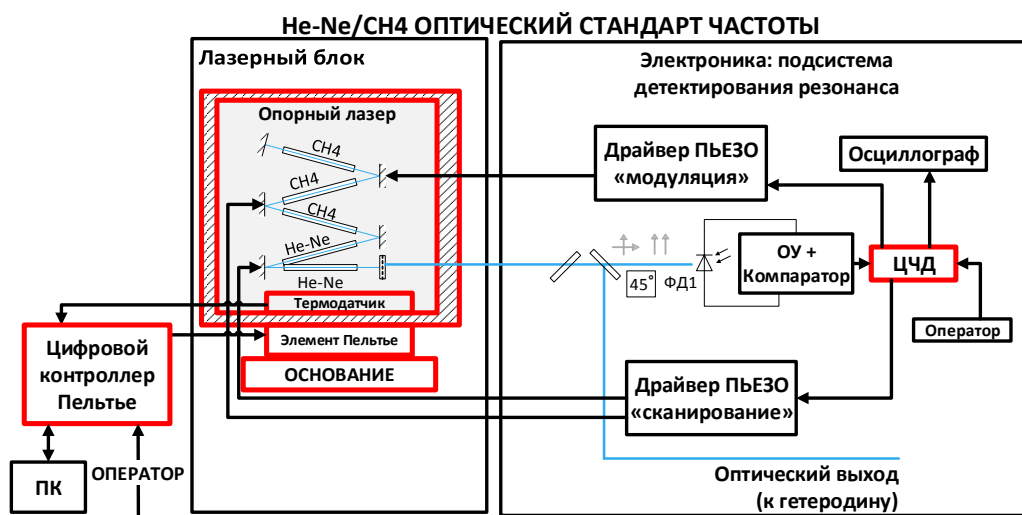 He-Ne/CH4 ОПТИЧЕСКИЙ СТАНДАРТ ЧАСТОТЫ
Лазерный блок
Опорный лазер
CH4
CH4
CH4
He-Ne
He-Ne
Термодатчик
Элемент Пельтье
ОСНОВАНИЕ
Цифровой
контроллер
Пельтье
ПК
ОПЕРАТОР
Электроника: подсистема
детектирования резонанса
Драйвер ПЬЕЗО
«модуляция»
Осциллограф
45°
ФД1
ОУ +
Компаратор
ЦЧД
Оператор
Драйвер ПЬЕЗО
«сканирование»
Оптический выход
(к гетеродину)